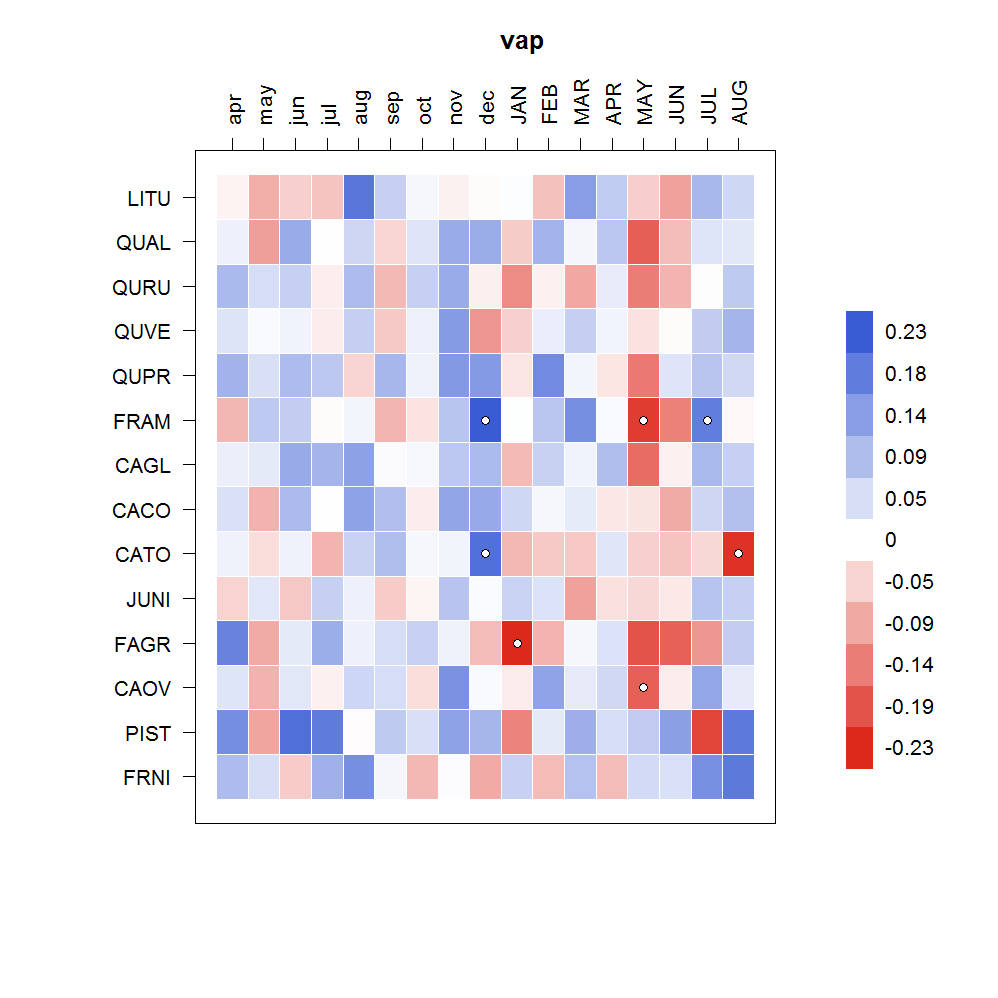 vap
apr may jun jul aug sep oct nov dec JAN FEB MAR APR MAY JUN JUL AUG
LITU
QUAL
QURU
QUVE
QUPR
FRAM
CAGL
CACO
CATO
JUNI
FAGR
CAOV
PIST
FRNI
0.23
0.18
0.14
0.09
0.05
0
-0.05
-0.09
-0.14
-0.19
-0.23